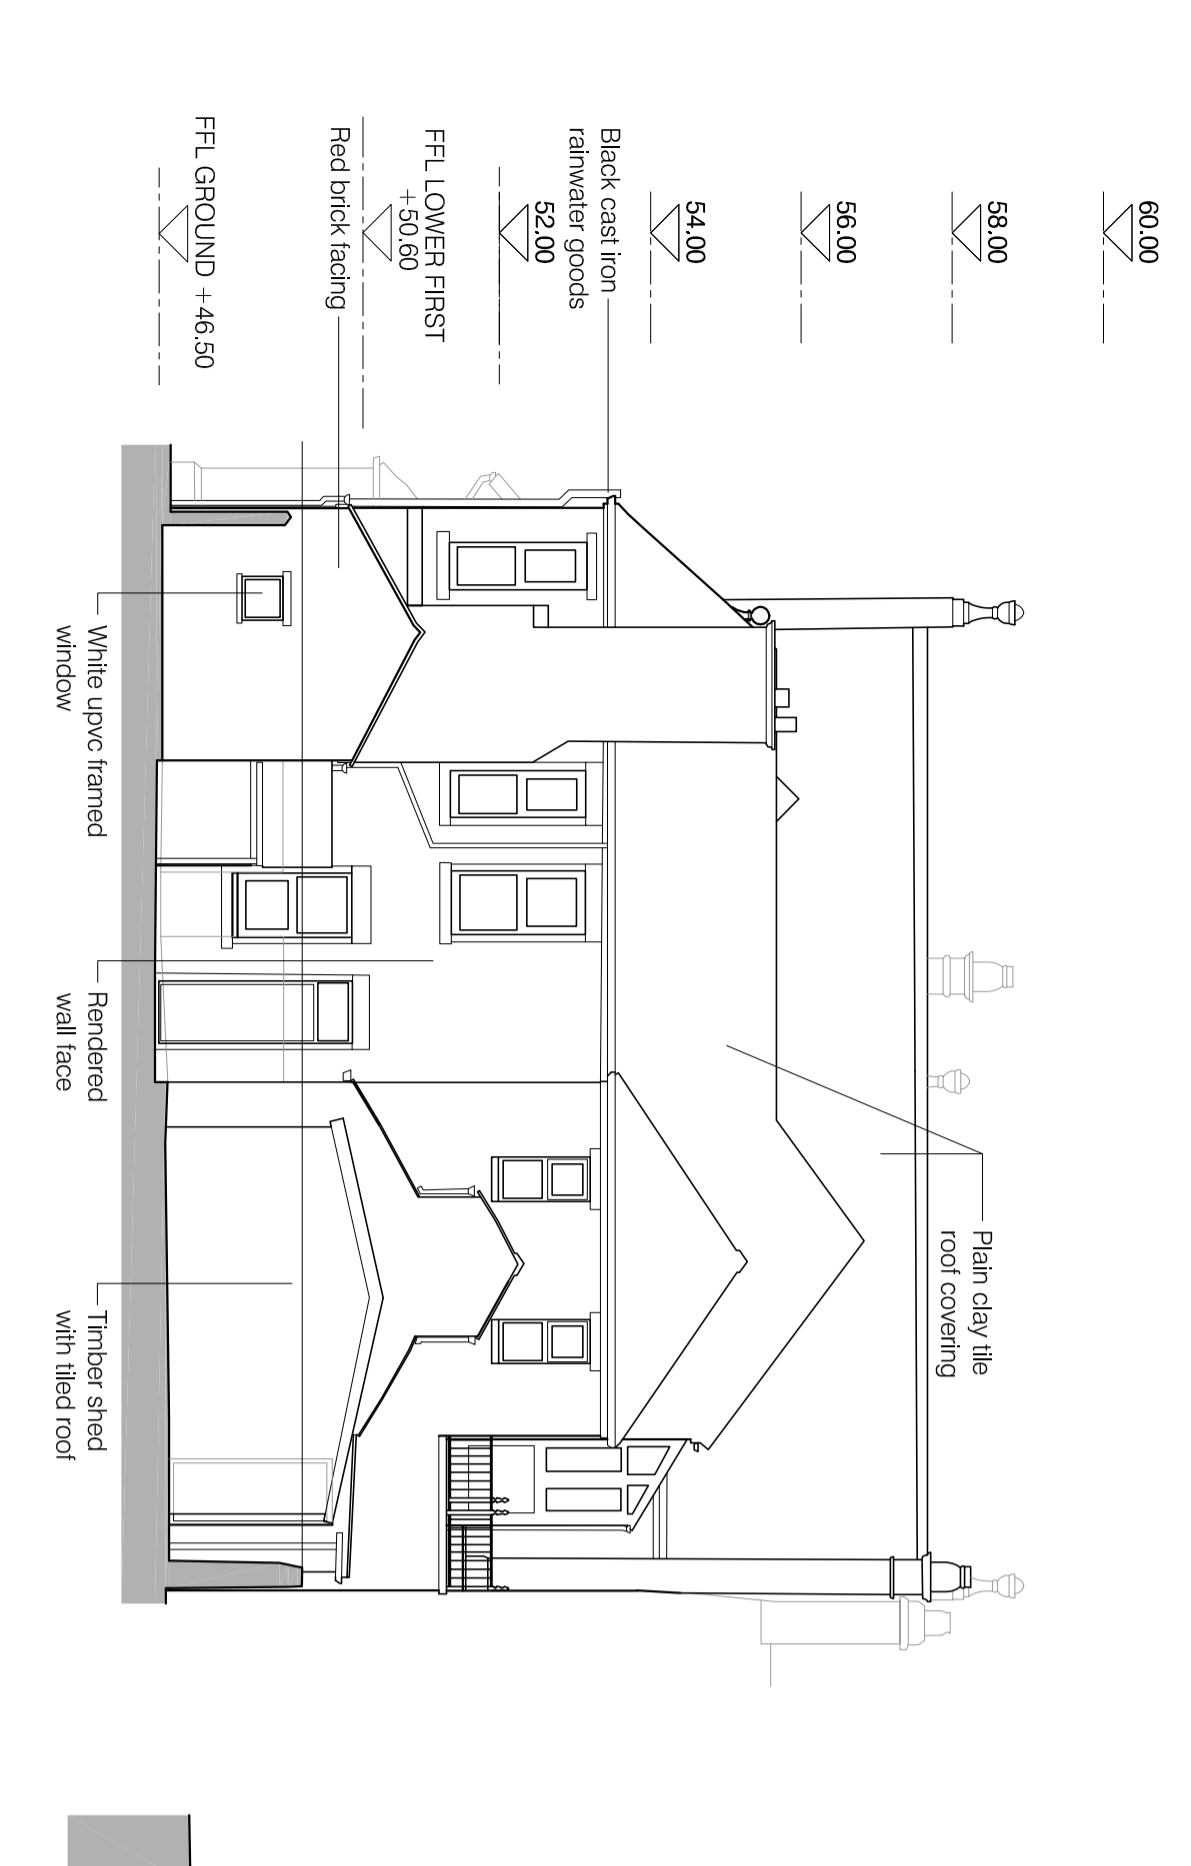 60.00
58.00
56.00
54.00
Black cast iron
rainwater goods
52.00
FFL LOWER FIRST
+50.60
Red brick facing
FFL GROUND +46.50
Plain clay tile
roof covering
White upvc framed
window
Rendered
wall face
Timber shed
with tiled roof